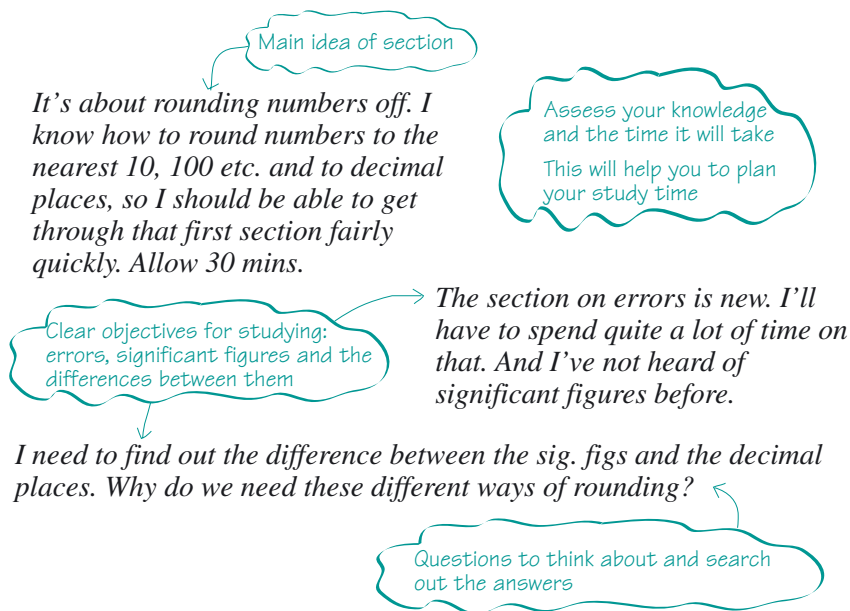 Main idea of section
It's about rounding numbers off. I
know how to round numbers to the
nearest 10, 100 etc. and to decimal
places, so I should be able to get
through that first section fairly
quickly. Allow 30 mins.
Assess your knowledge
and the time it will take
This will help you to plan
your study time
The section on errors is new. I'll
have to spend quite a lot of time on
that. And I've not heard of
significant figures before.
Clear objectives for studying:
errors, significant figures and the
differences between them
I need to find out the difference between the sig. figs and the decimal
places. Why do we need these different ways of rounding?
Questions to think about and search
out the answers